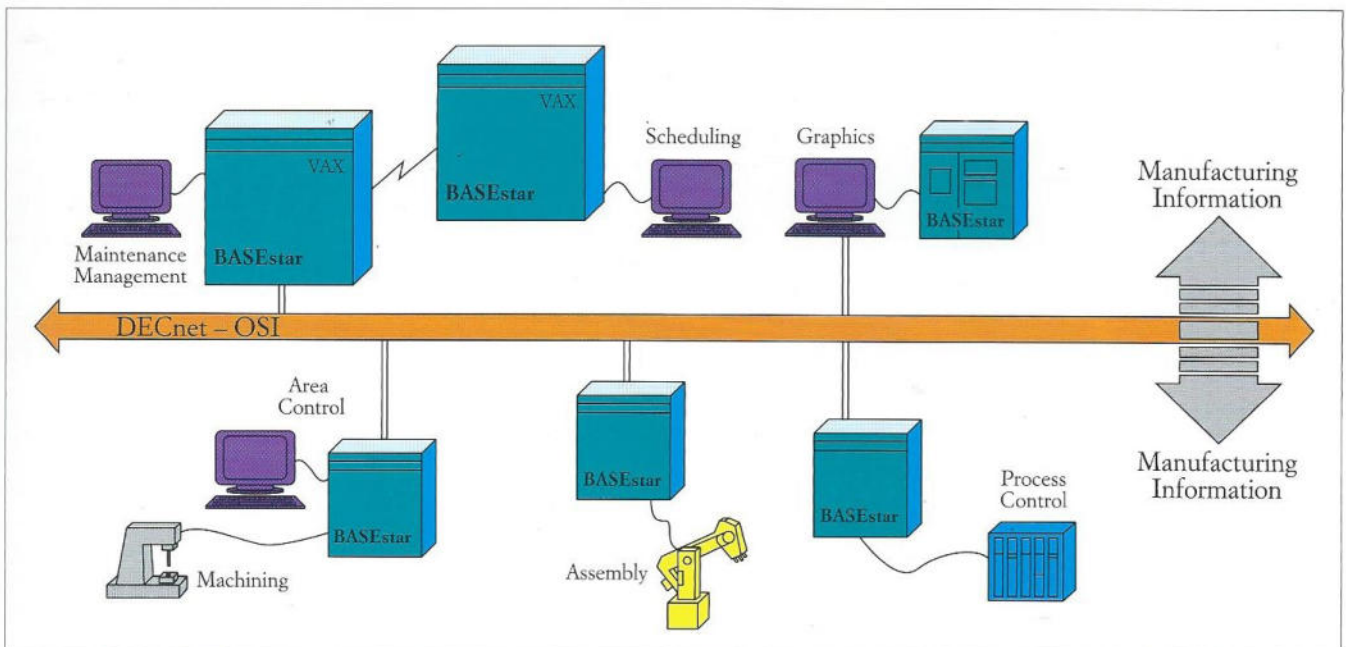 VAX
Scheduling
Graphics
VAX
BASEstar
BASEstar
BASEstar
Maintenance
Management
BASEstar
Manufacturing
Information
DECnet – OSI
Area
Control
BASEstar
Machining
BASEstar
Assembly
BASEstar
Process
Control
Manufacturing
Information